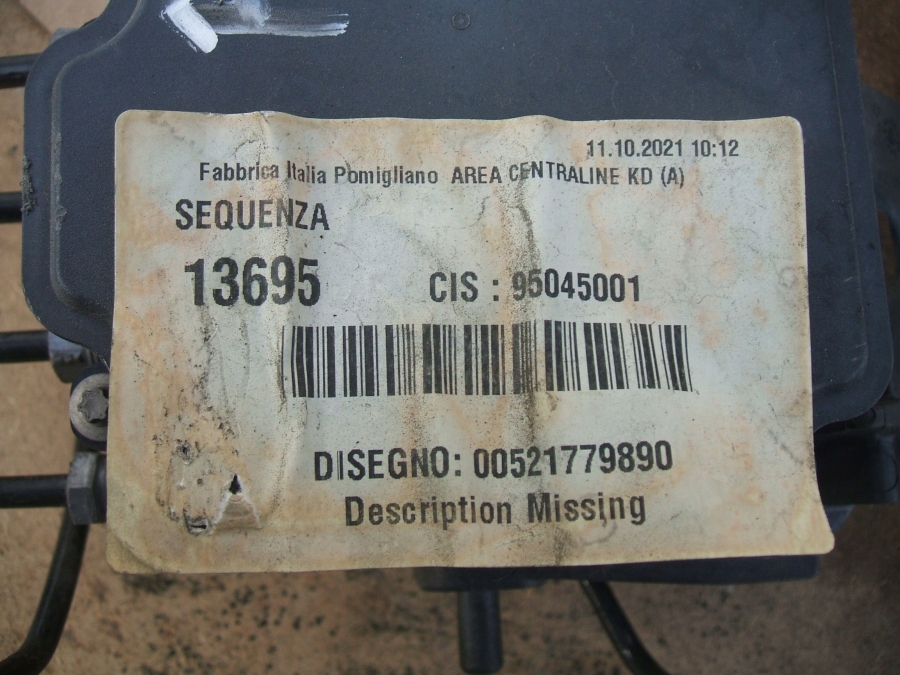 11.10.2021 10:12
Fabbrica Italia Pomigliano AREA CENTRALINE KD (A)
SEQUENZA
13695 CIS : 95045001
DISEGNO: 00521779890
Description Missing